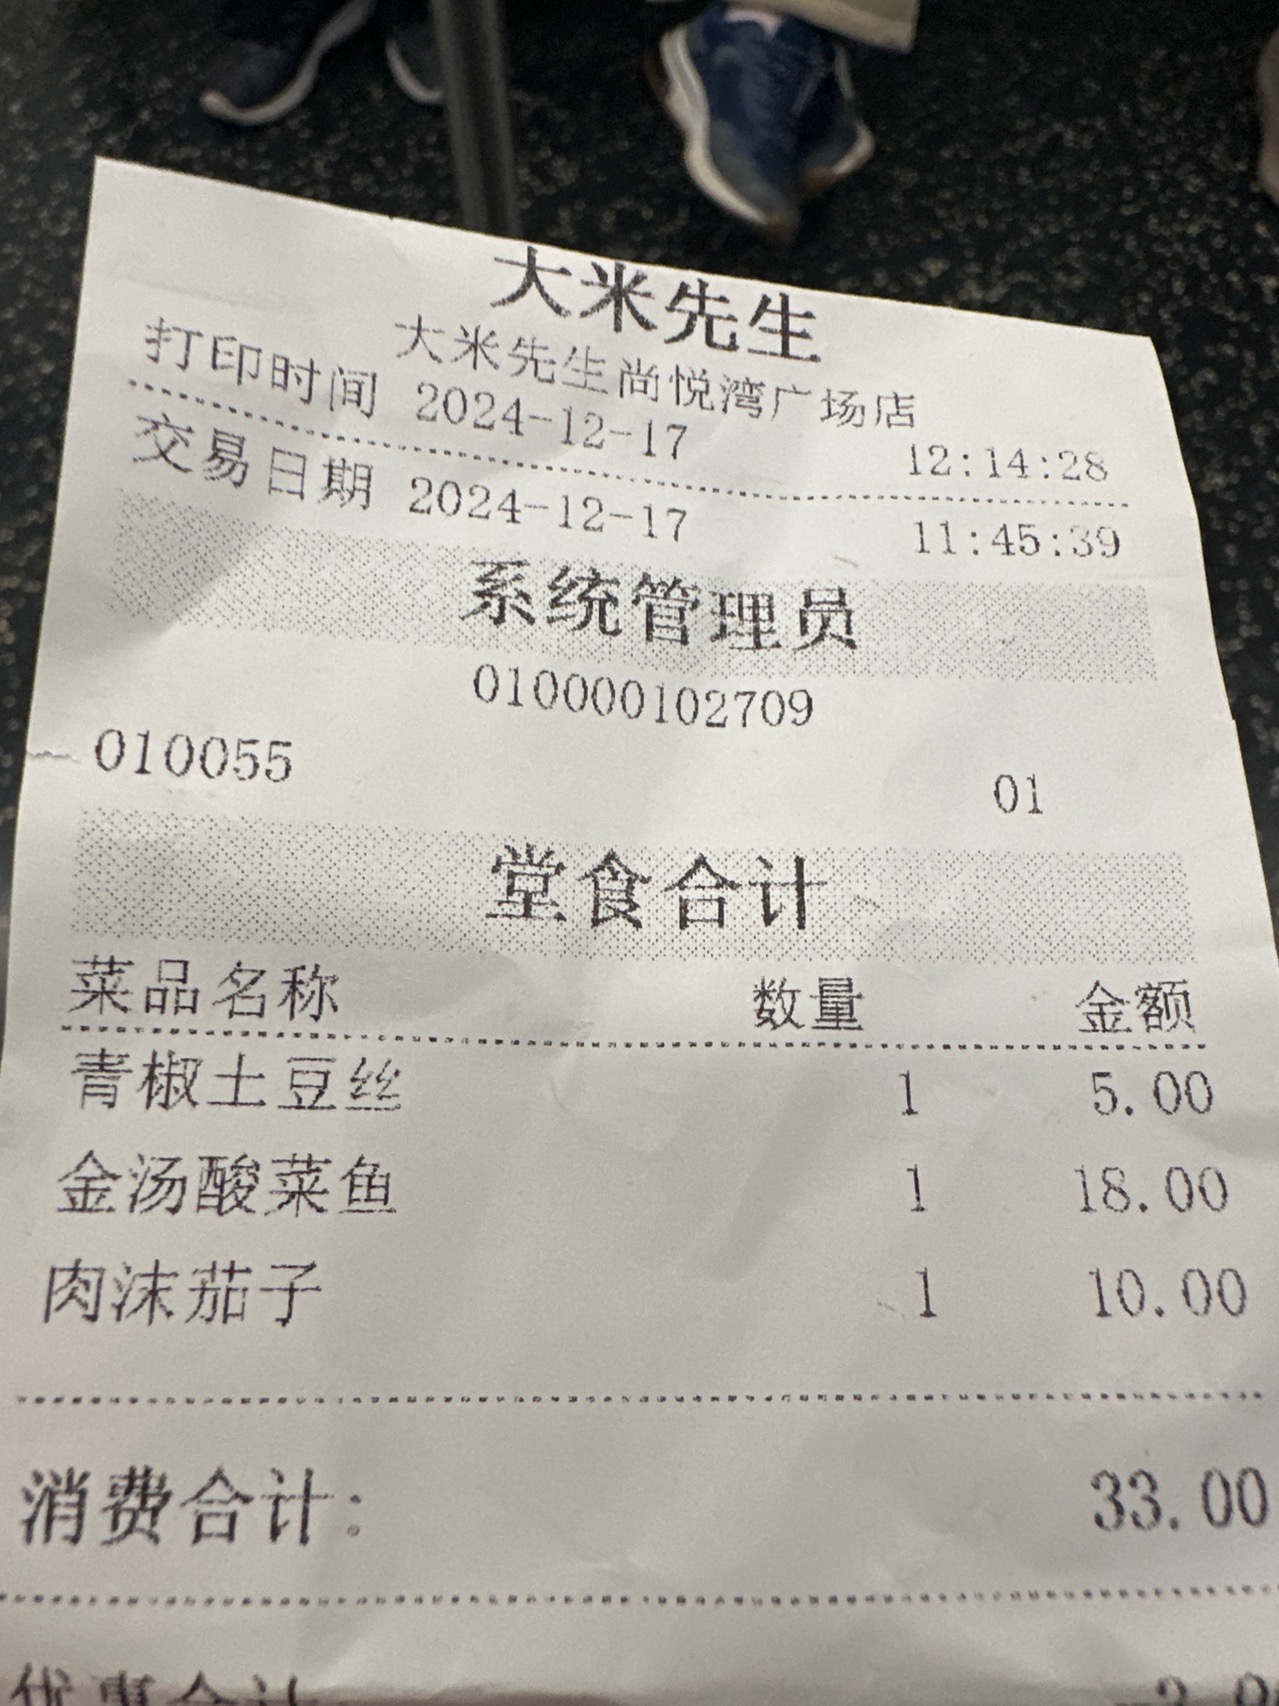 大米先生
大米先生尚悦湾广场店
打印时间 2024-12-17 12:14:28
交易日期 2024-12-17 11:45:39
系统管理员
010000102709
010055 01
堂食合计
菜品名称 数量 金额
青椒土豆丝 1 5.00
金汤酸菜鱼 1 18.00
肉沫茄子 1 10.00
消费合计: 33.00
优惠合计